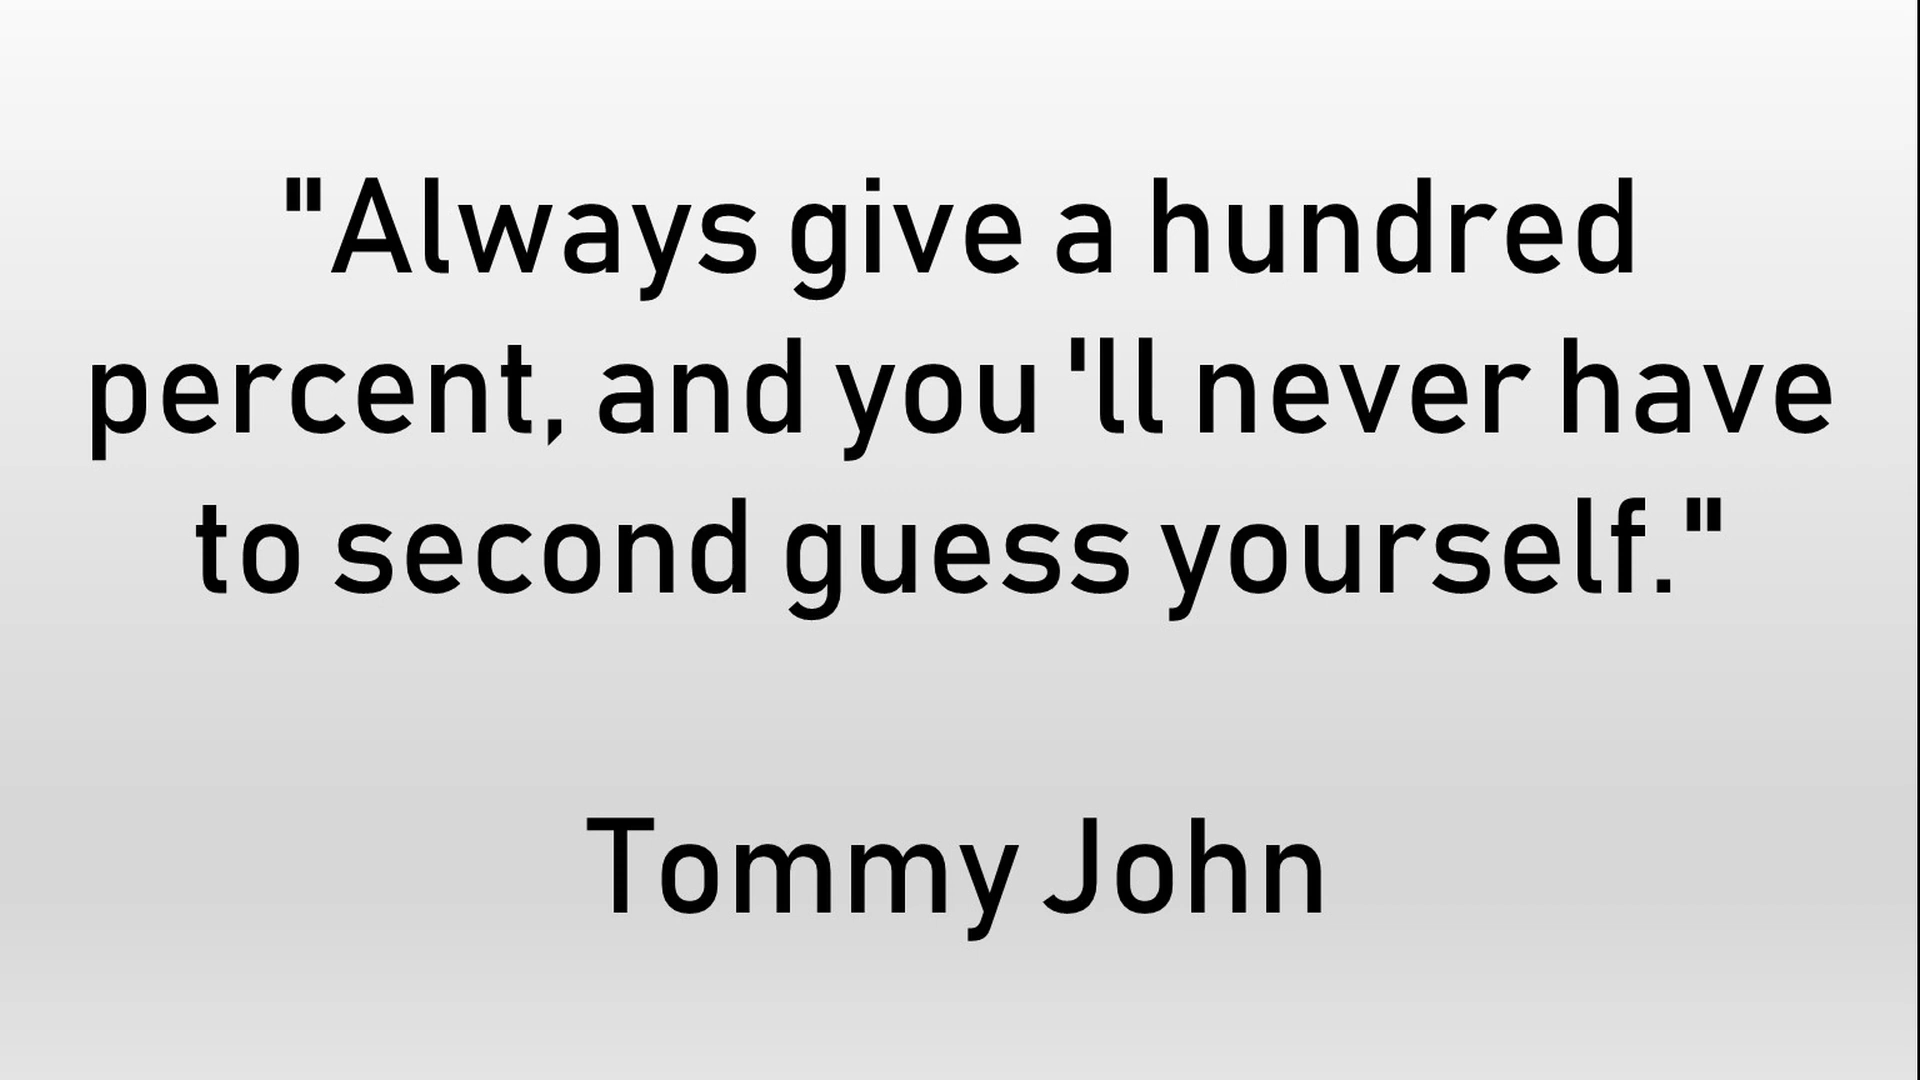 "Always give a hundred
percent, and you 'll never have
to second guess yourself."
Tommy John